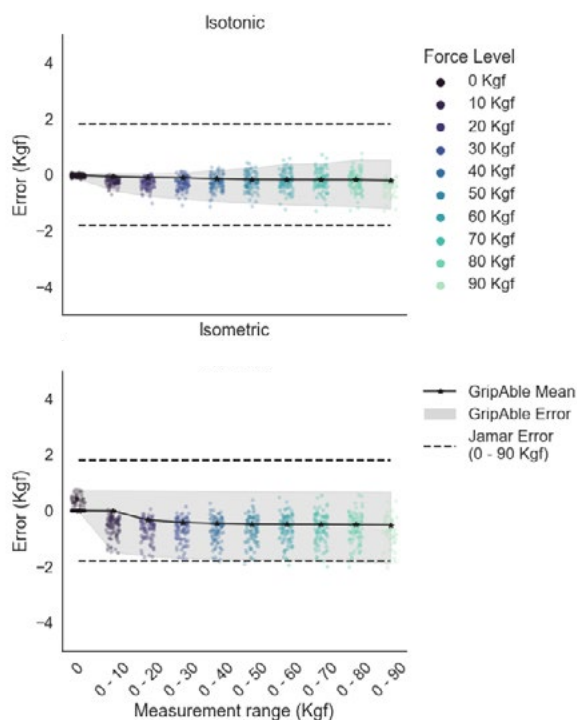 Isotonic
4
2
0
−2
−4
Error (Kgf)
Force Level
0 Kgf
10 Kgf
20 Kgf
30 Kgf
40 Kgf
50 Kgf
60 Kgf
70 Kgf
80 Kgf
90 Kgf
Isometric
4
2
0
−2
−4
Error (Kgf)
GripAble Mean
GripAble Error
Jamar Error
(0 - 90 Kgf)
0
0 - 10
0 - 20
0 - 30
0 - 40
0 - 50
0 - 60
0 - 70
0 - 80
0 - 90
Measurement range (Kgf)